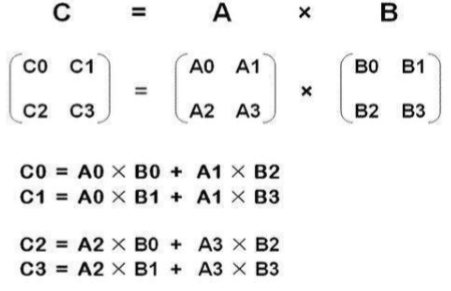 C = A × B
C0 C1 A0 A1 B0 B1
= ×
C2 C3 A2 A3 B2 B3
C0 = A0 × B0 + A1 × B2
C1 = A0 × B1 + A1 × B3
C2 = A2 × B0 + A3 × B2
C3 = A2 × B1 + A3 × B3